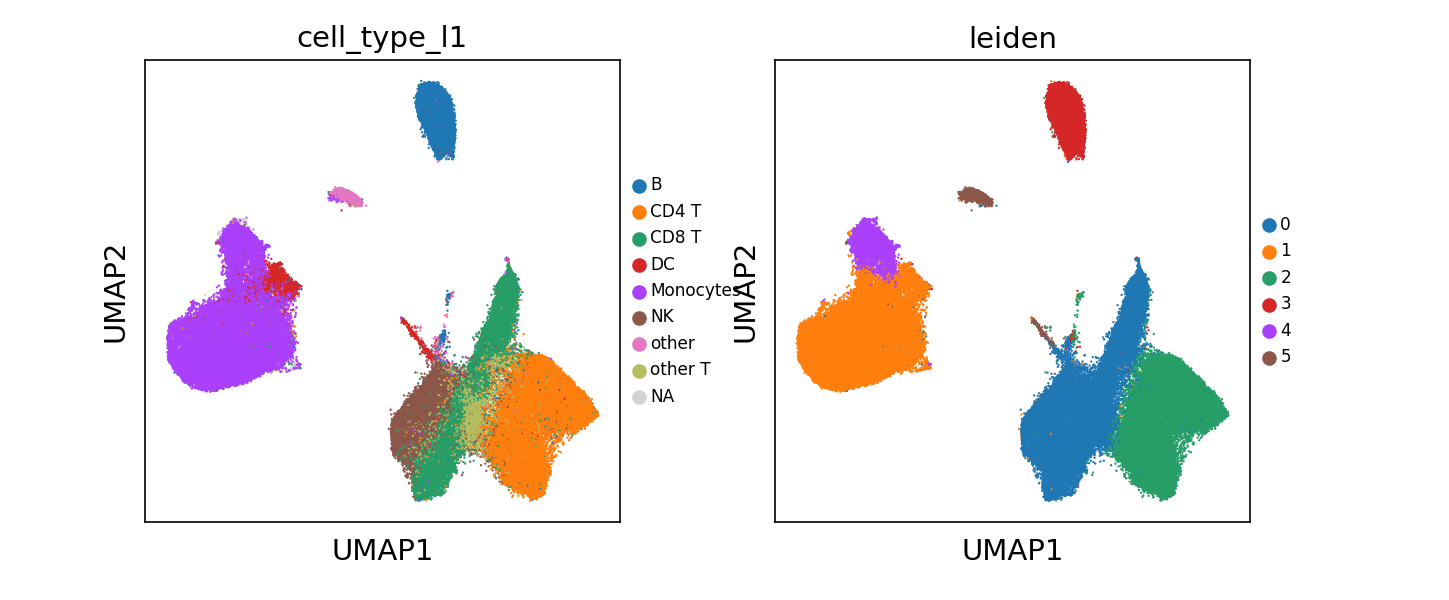 cell_type_l1
UMAP2
UMAP1
B
CD4 T
CD8 T
DC
Monocytes
NK
other
other T
NA
leiden
UMAP2
UMAP1
0
1
2
3
4
5